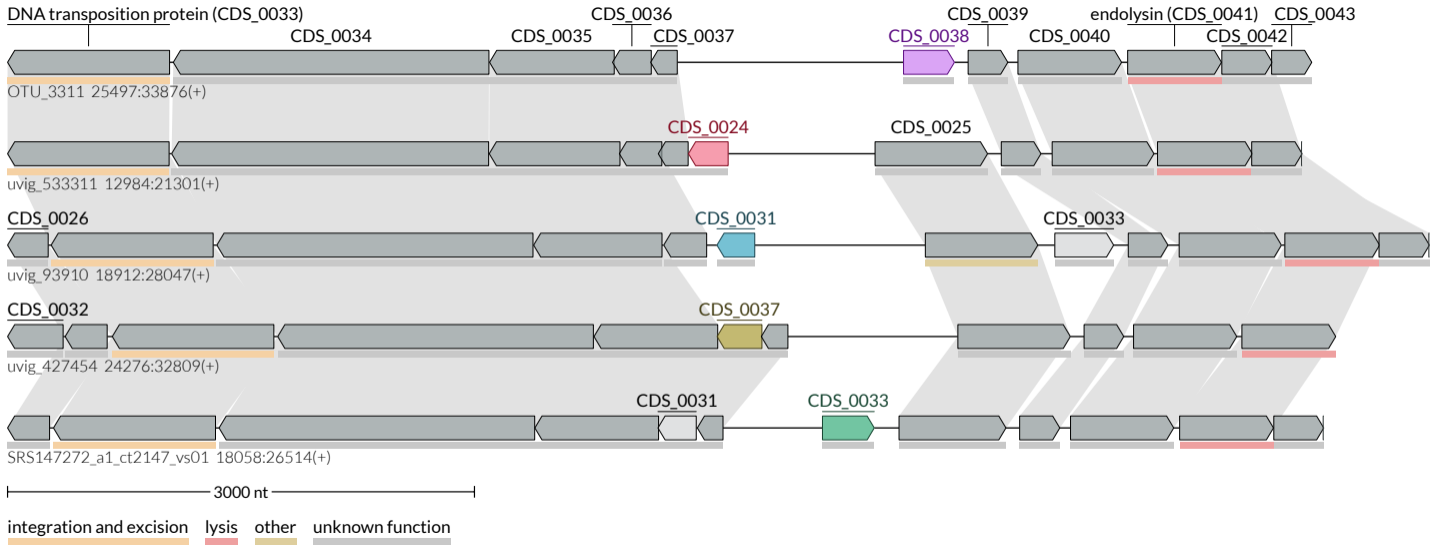 DNA transposition protein (CDS_0033) CDS_0036 CDS_0039 endolysin (CDS_0041) CDS_0043
CDS_0034 CDS_0035 CDS_0037 CDS_0038 CDS_0040 CDS_0042
OTU_3311 25497:33876(+)
CDS_0024 CDS_0025
uvig_533311 12984:21301(+)
CDS_0026 CDS_0031 CDS_0033
uvig_93910 18912:28047(+)
CDS_0032 CDS_0037
uvig_427454 24276:32809(+)
CDS_0031 CDS_0033
SRS147272_a1_ct2147_vs01 18058:26514(+)
3000 nt
integration and excision lysis other unknown function